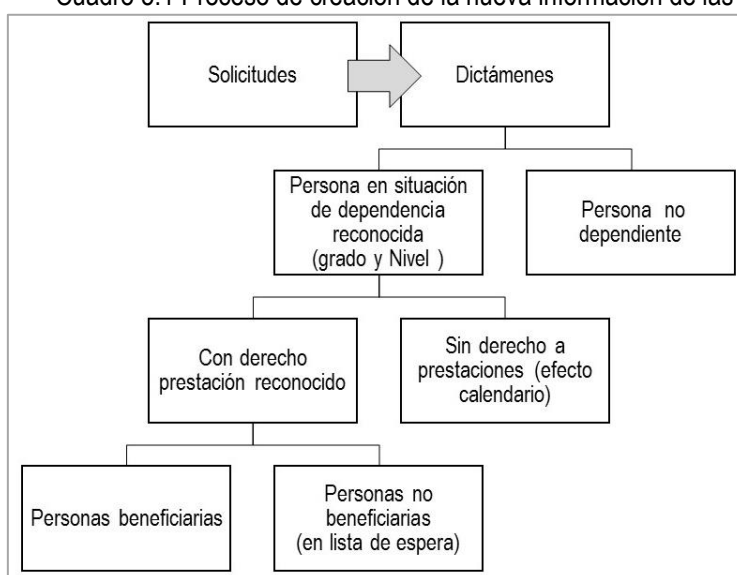 Cuadro 3.1 Proceso de creación de la nueva información de las
Solicitudes
Dictámenes
Persona en situación
de dependencia
reconocida
(grado y Nivel )
Persona no
dependiente
Con derecho
prestación reconocido
Sin derecho a
prestaciones (efecto
calendario)
Personas beneficiarias
Personas no
beneficiarias
(en lista de espera)